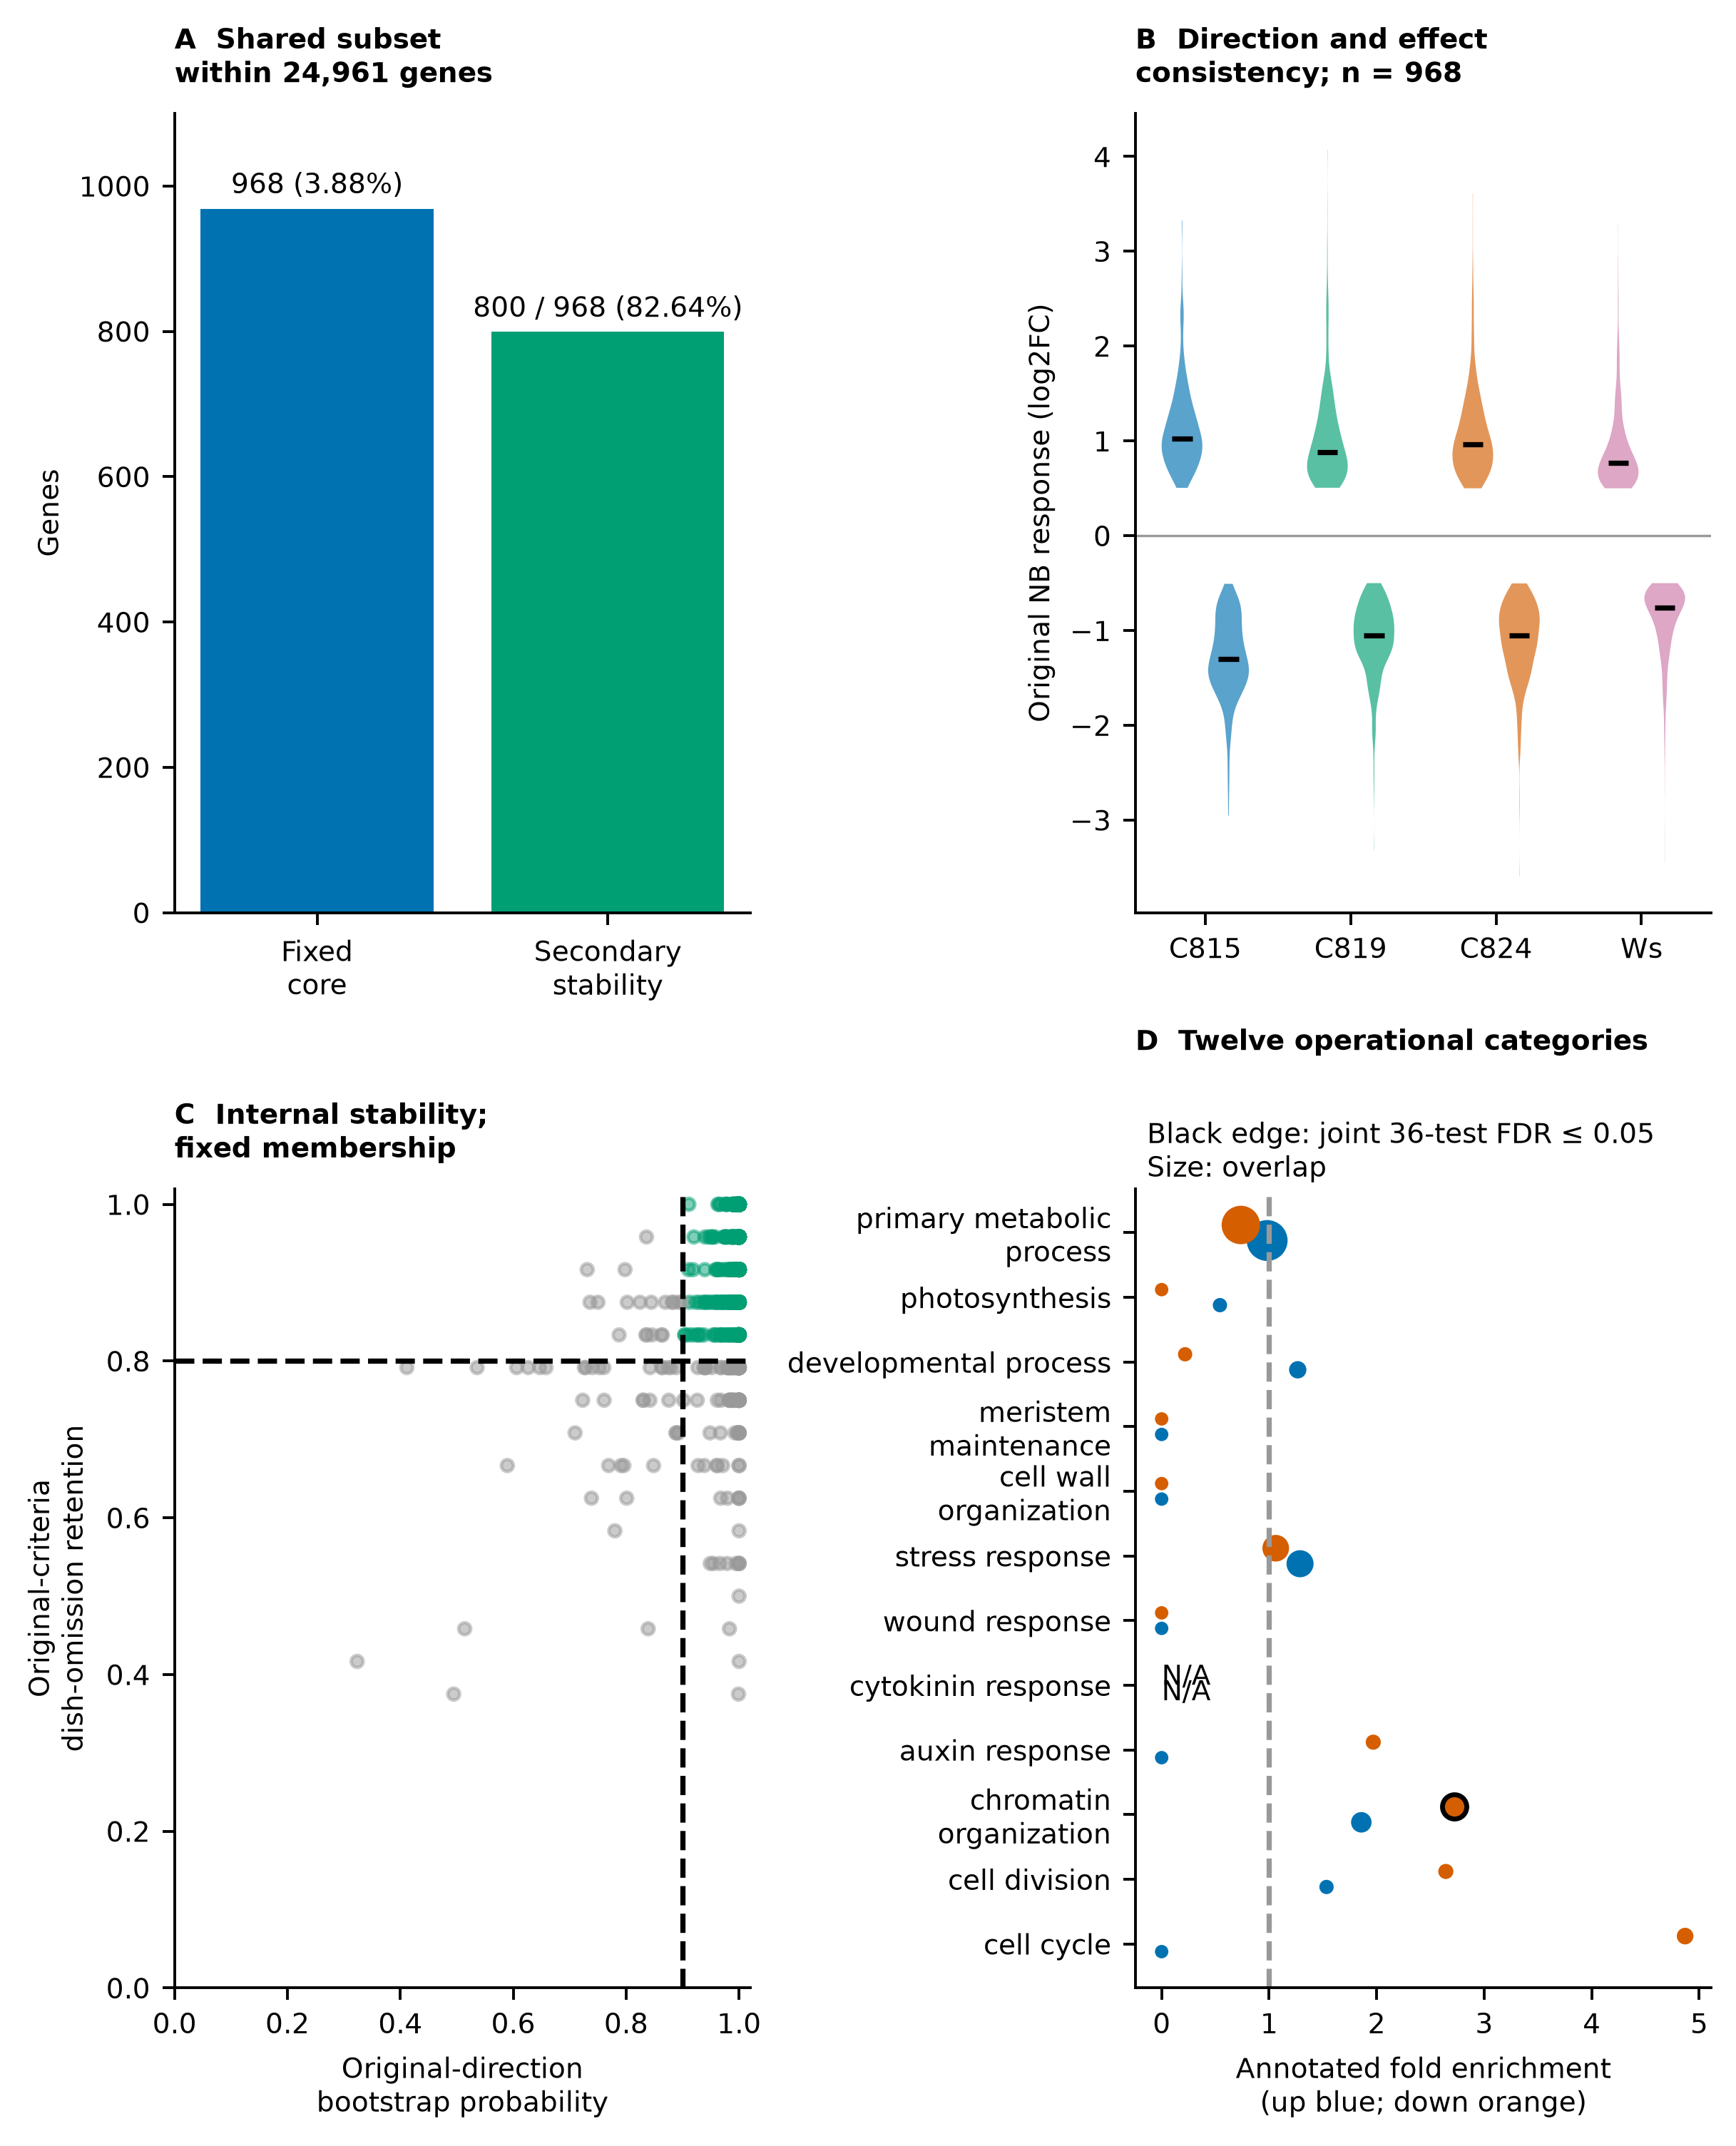 A  Shared subset
within 24,961 genes
1000
800
600
400
200
0
Genes
968 (3.88%)
800 / 968 (82.64%)
Fixed
core
Secondary
stability
B  Direction and effect
consistency; n = 968
4
3
2
1
0
−1
−2
−3
Original NB response (log2FC)
C815
C819
C824
Ws
C  Internal stability;
fixed membership
1.0
0.8
0.6
0.4
0.2
0.0
Original-criteria
dish-omission retention
0.0
0.2
0.4
0.6
0.8
1.0
Original-direction
bootstrap probability
D  Twelve operational categories
Black edge: joint 36-test FDR ≤ 0.05
Size: overlap
primary metabolic
process
photosynthesis
developmental process
meristem
maintenance
cell wall
organization
stress response
wound response
cytokinin response
N/A
N/A
auxin response
chromatin
organization
cell division
cell cycle
0
1
2
3
4
5
Annotated fold enrichment
(up blue; down orange)